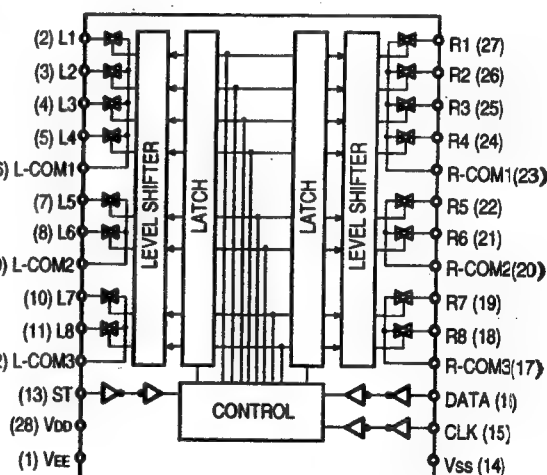 (2) L1
(3) L2
(4) L3
(5) L4
6) L-COM1
(7) L5
(8) L6
) L-COM2
(10) L7
(11) L8
2) L-COM3
(13) ST
(28) VDD
(1) VEE
LEVEL SHIFTER
LATCH
LATCH
LEVEL SHIFTER
CONTROL
R1 (27)
R2 (26)
R3 (25)
R4 (24)
R-COM1(23)
R5 (22)
R6 (21)
R-COM2(20)
R7 (19)
R8 (18)
R-COM3(17)
DATA (16)
CLK (15)
VSS (14)